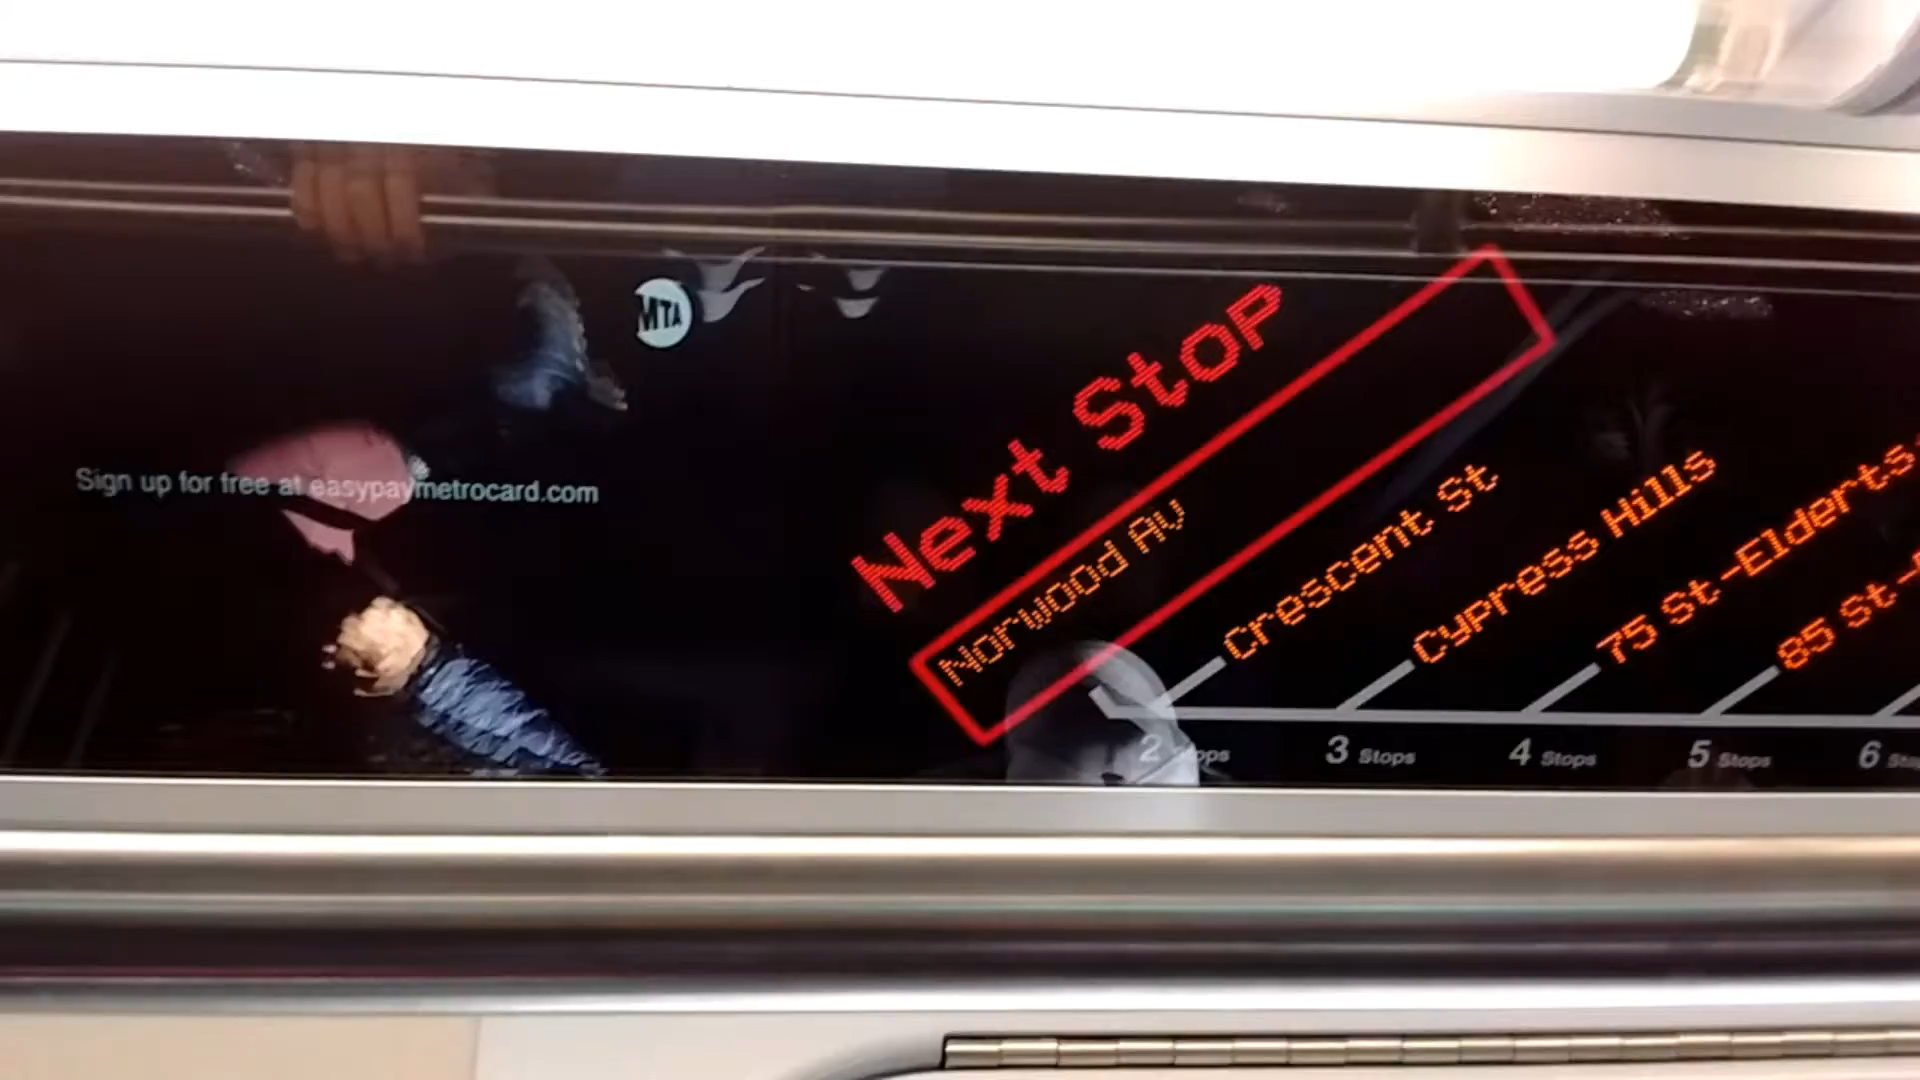 MTA
Sign up for free at easypaymetrocard.com
Next Stop
Norwood Av
Crescent St
Cypress Hills
75 St-Elderts
85 St-
2 Stops
3 Stops
4 Stops
5 Stops
6